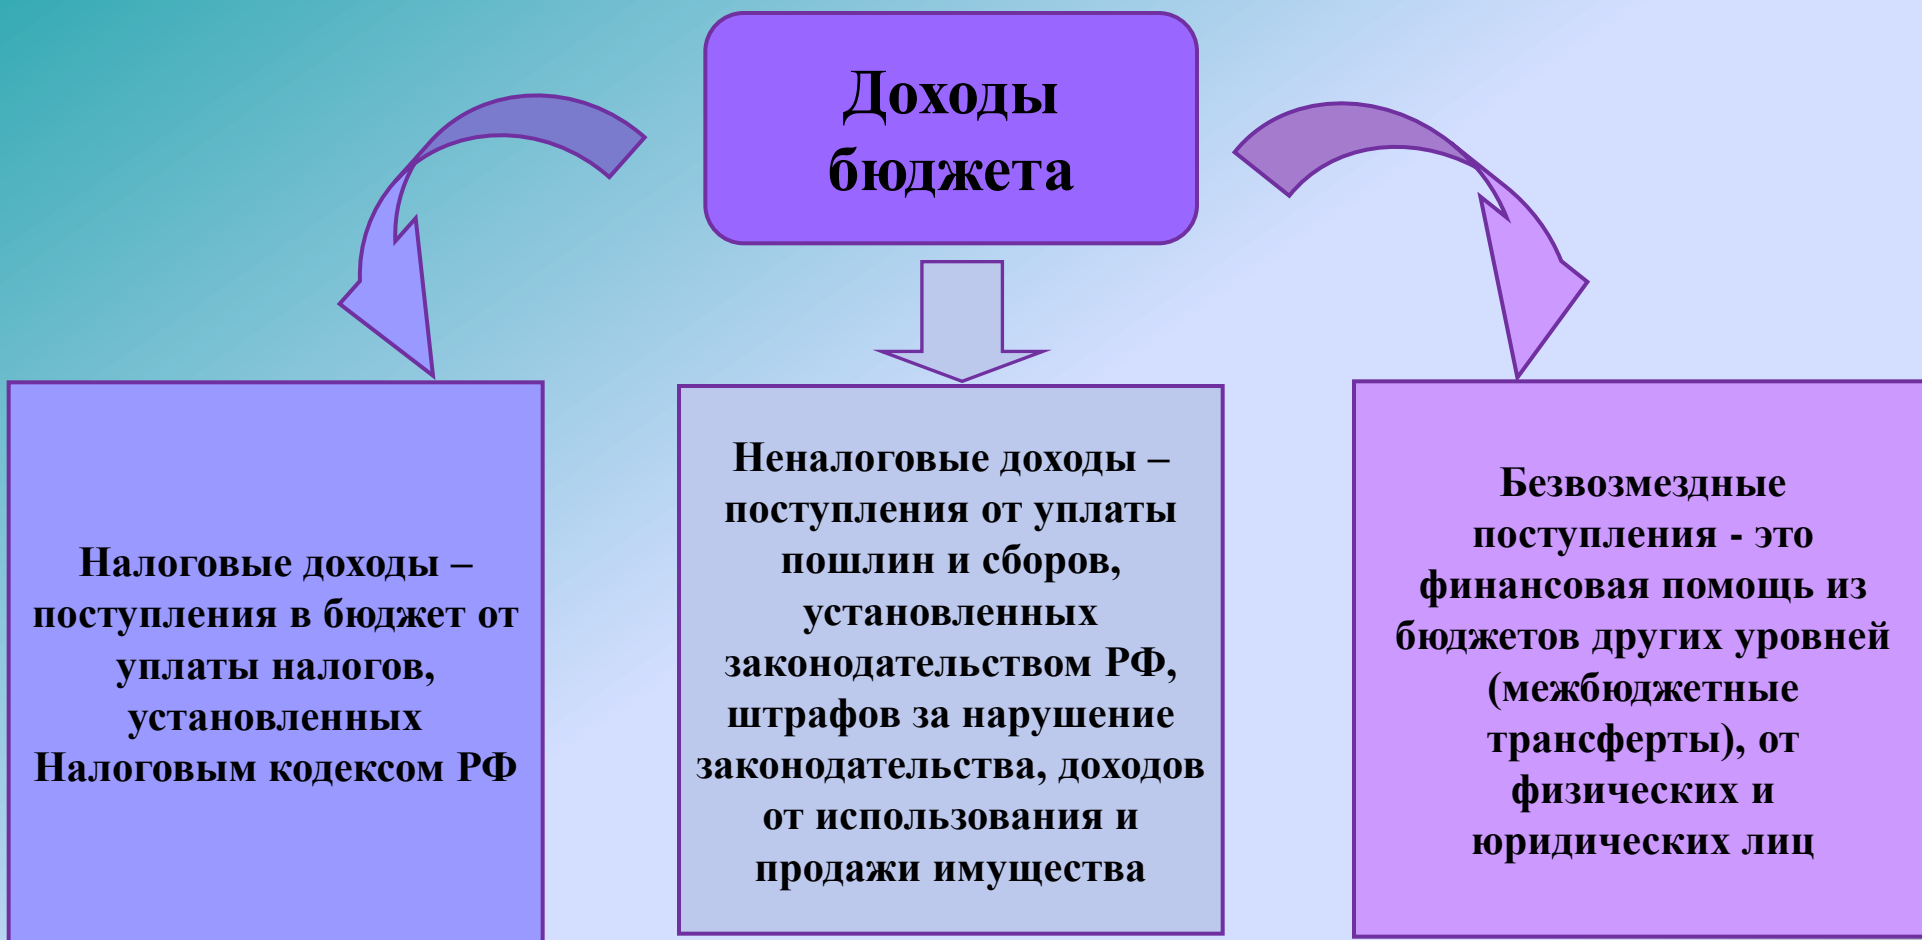 Доходы
бюджета
Налоговые доходы –
поступления в бюджет от
уплаты налогов,
установленных
Налоговым кодексом РФ
Неналоговые доходы –
поступления от уплаты
пошлин и сборов,
установленных
законодательством РФ,
штрафов за нарушение
законодательства, доходов
от использования и
продажи имущества
Безвозмездные
поступления - это
финансовая помощь из
бюджетов других уровней
(межбюджетные
трансферты), от
физических и
юридических лиц